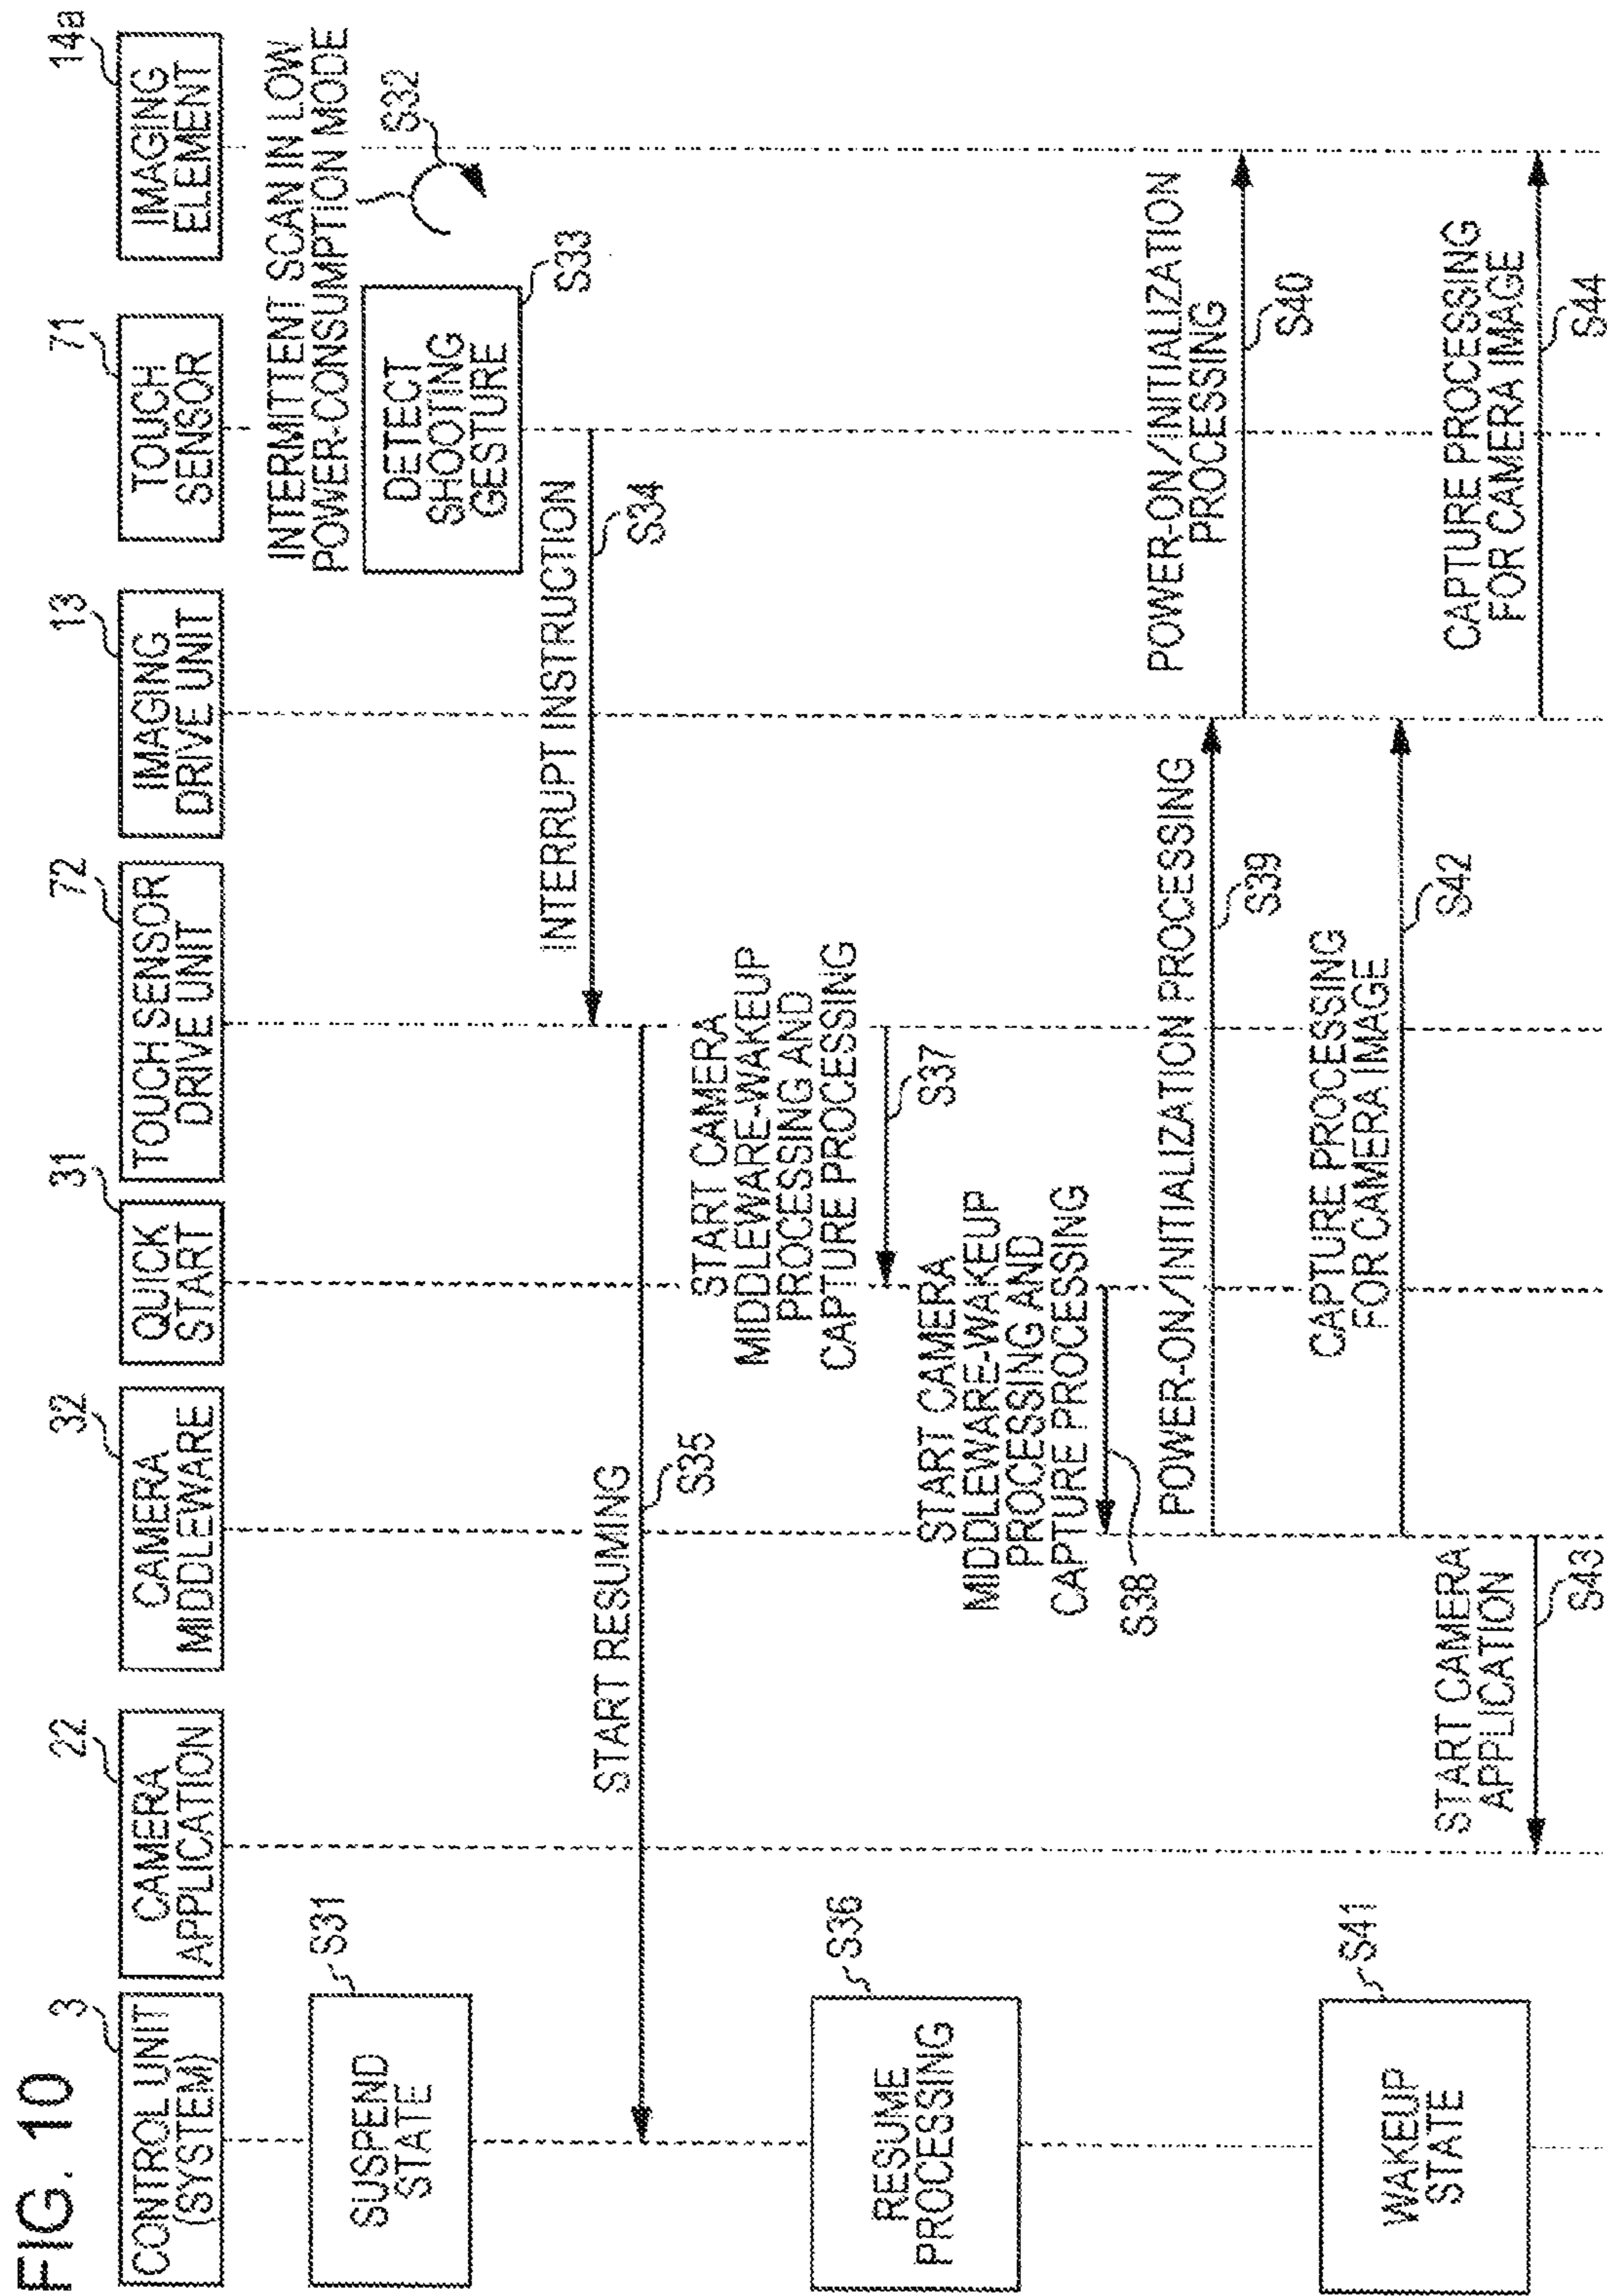 FIG. 10
3
CONTROL UNIT
(SYSTEM)
22
CAMERA
APPLICATION
32
CAMERA
MIDDLEWARE
31
QUICK
START
72
TOUCH SENSOR
DRIVE UNIT
13
IMAGING
DRIVE UNIT
71
TOUCH
SENSOR
14a
IMAGING
ELEMENT
SUSPEND
STATE
S31
INTERMITTENT SCAN IN LOW
POWER-CONSUMPTION MODE
S32
DETECT
SHOOTING
GESTURE
S33
INTERRUPT INSTRUCTION
S34
START RESUMING
S35
START CAMERA
MIDDLEWARE-WAKEUP
PROCESSING AND
CAPTURE PROCESSING
S37
RESUME
PROCESSING
S36
START CAMERA
MIDDLEWARE-WAKEUP
PROCESSING AND
CAPTURE PROCESSING
S38
POWER-ON/INITIALIZATION PROCESSING
S39
POWER-ON/INITIALIZATION
PROCESSING
S40
WAKEUP
STATE
S41
CAPTURE PROCESSING
FOR CAMERA IMAGE
S42
START CAMERA
APPLICATION
S43
CAPTURE PROCESSING
FOR CAMERA IMAGE
S44